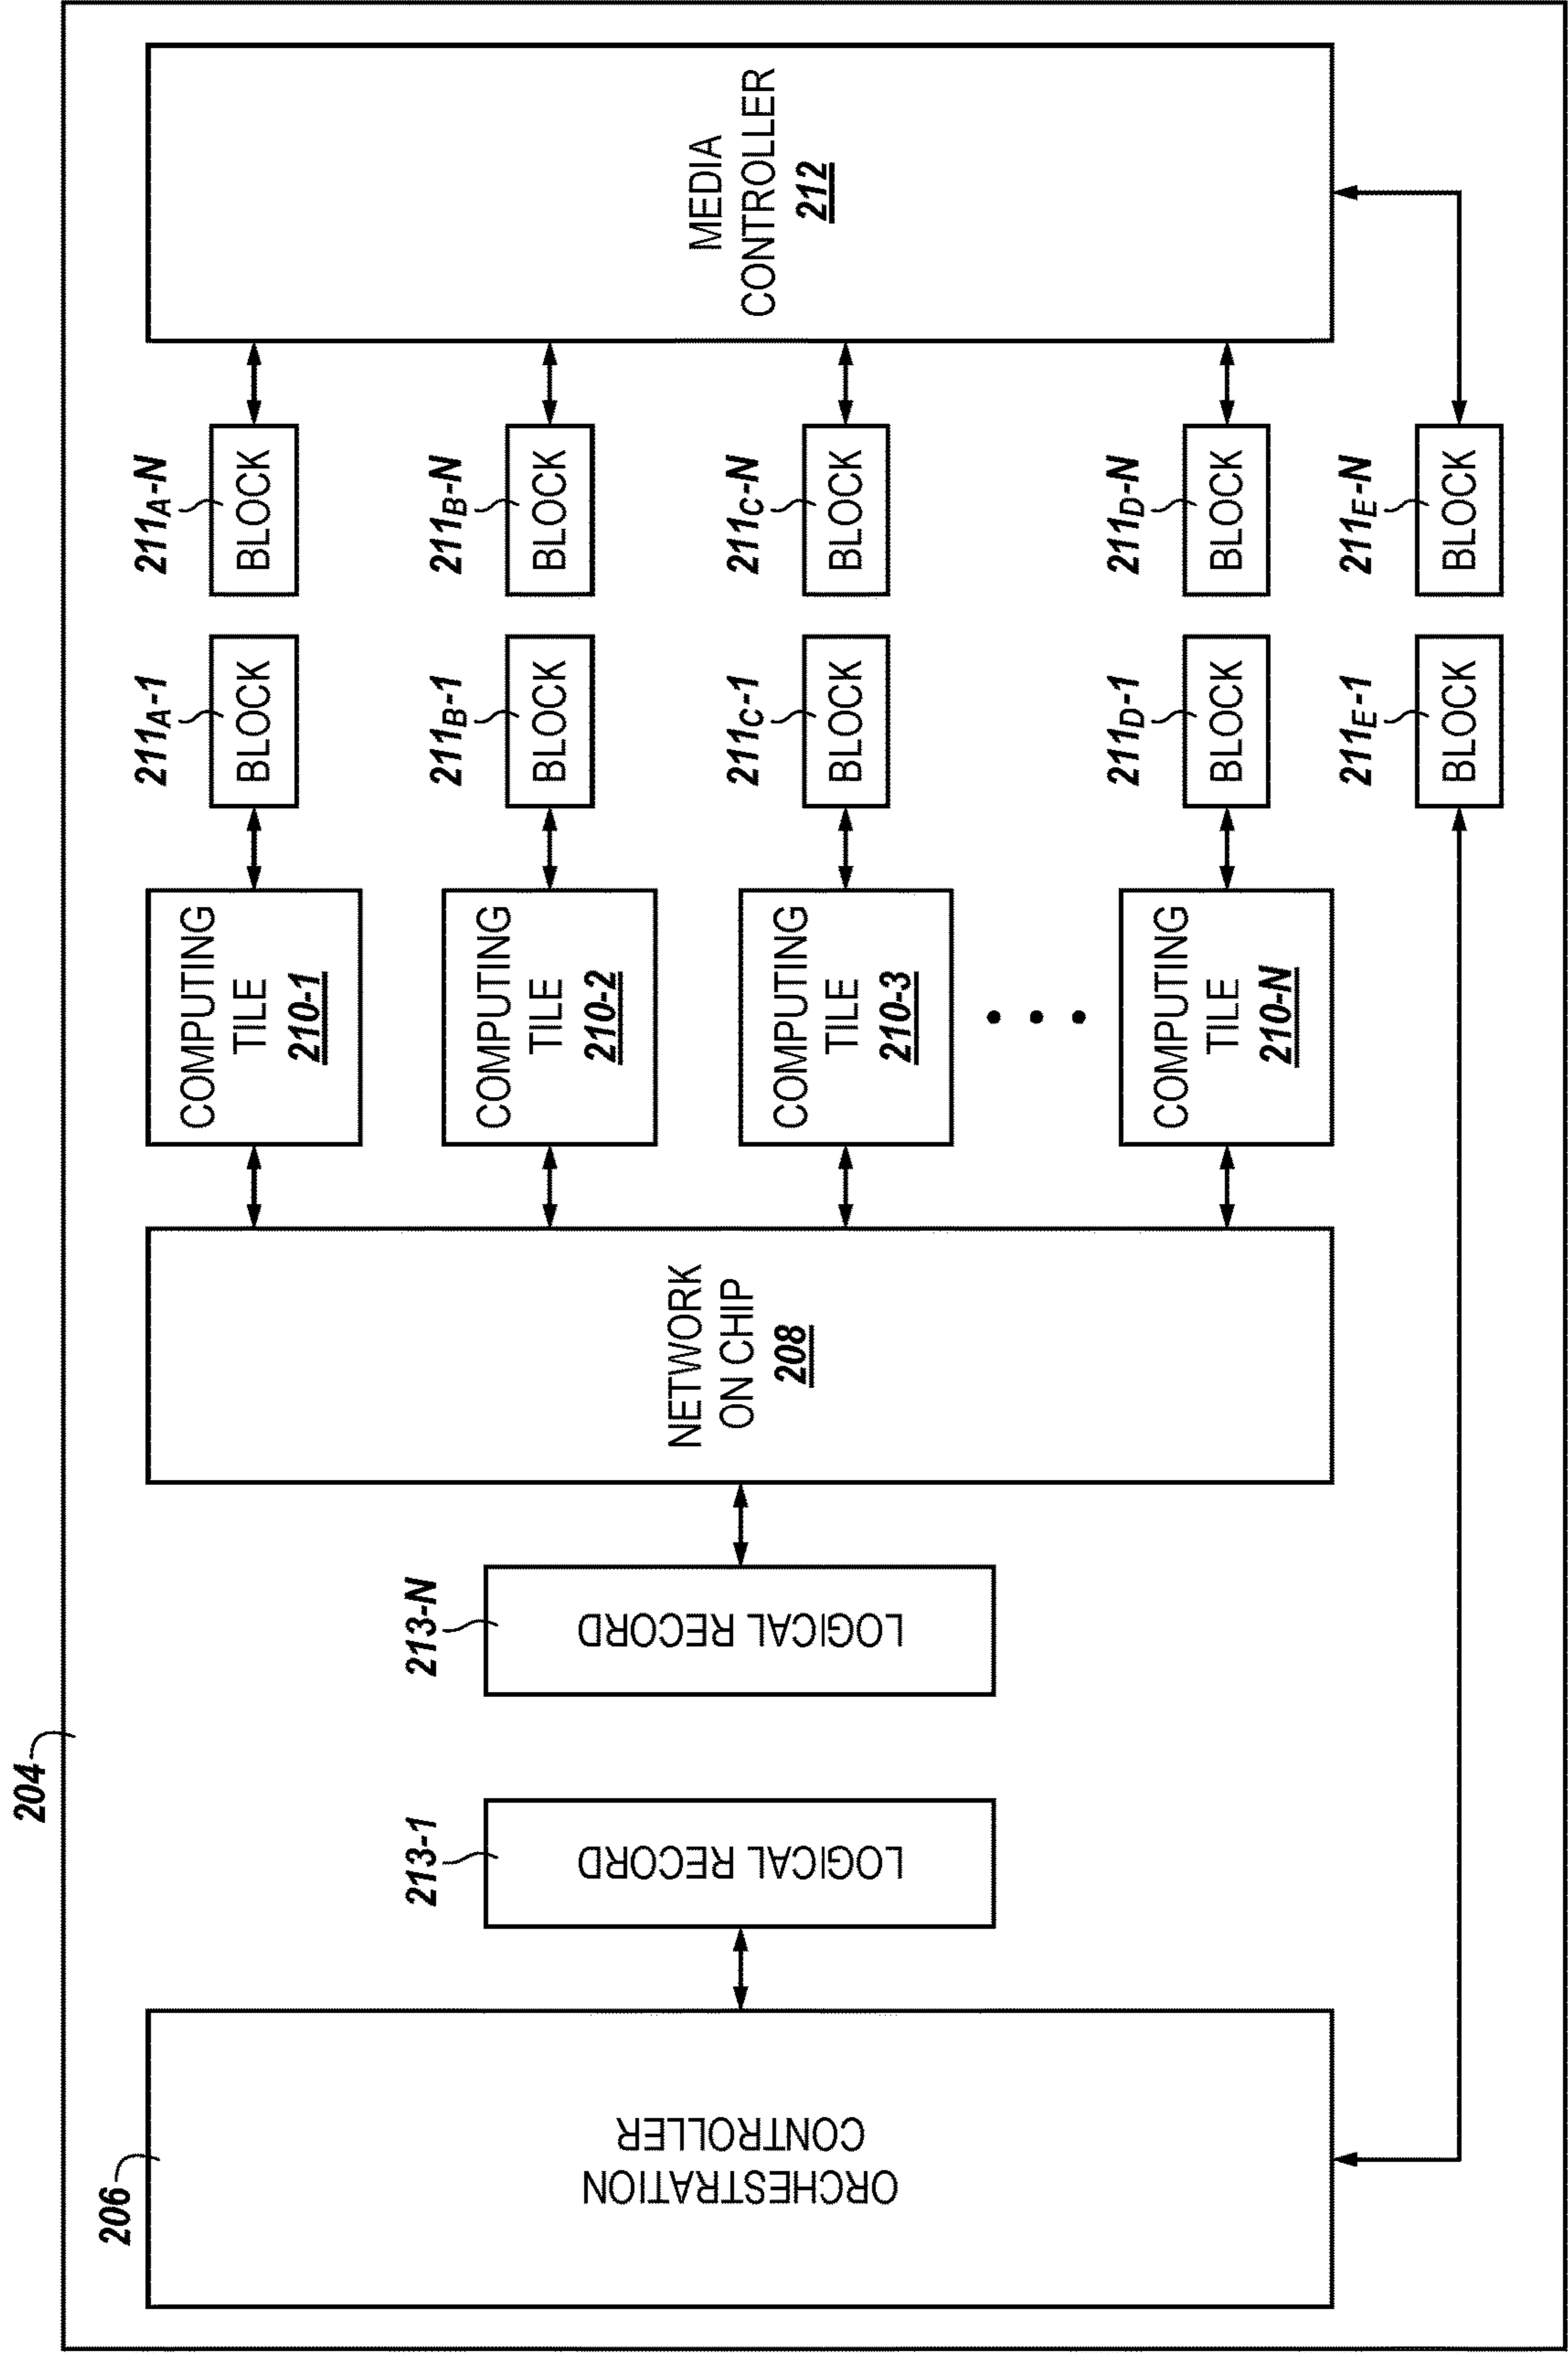 204
206
ORCHESTRATION
CONTROLLER
213-1
LOGICAL RECORD
213-N
LOGICAL RECORD
NETWORK
ON CHIP
208
COMPUTING
TILE
210-1
COMPUTING
TILE
210-2
COMPUTING
TILE
210-3
COMPUTING
TILE
210-N
211A-1
BLOCK
211B-1
BLOCK
211C-1
BLOCK
211D-1
BLOCK
211E-1
BLOCK
211A-N
BLOCK
211B-N
BLOCK
211C-N
BLOCK
211D-N
BLOCK
211E-N
BLOCK
MEDIA
CONTROLLER
212